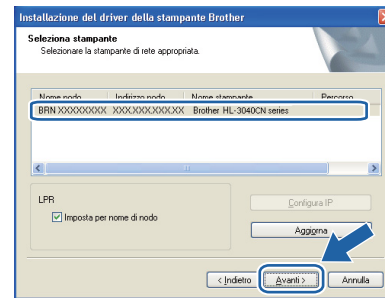 Installazione del driver della stampante Brother
Seleziona stampante
Selezionare la stampante di rete appropriata.
Nome nodo Indirizzo nodo Nome stampante Percorso
BRN XXXXXXXXX XXX.XXX.XXX.XX Brother HL-3040CN series
LPR
Imposta per nome di nodo
Configura IP
Aggiorna
< Indietro
Avanti >
Annulla